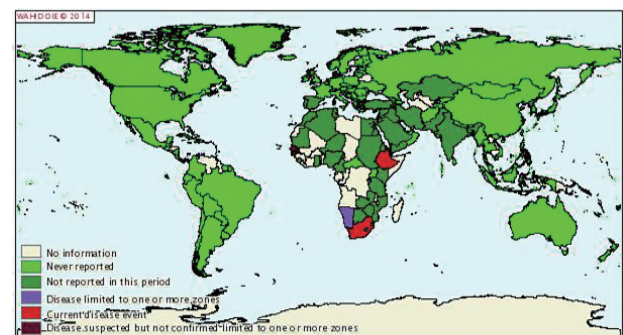 WAHID OIE © 2014
No information
Never reported
Not reported in this period
Disease limited to one or more zones
Current disease event
Disease suspected but not confirmed limited to one or more zones